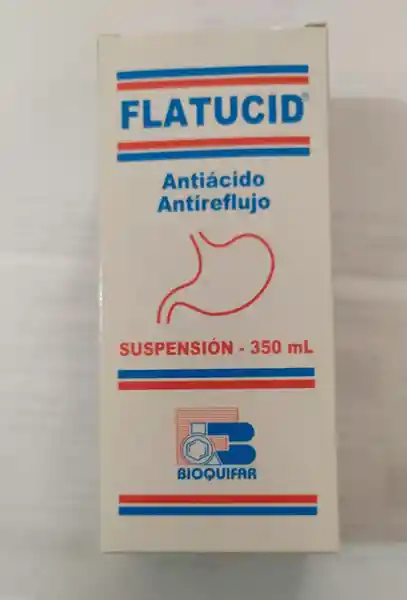 FLATUCID®
Antiácido
Antireflujo
SUSPENSIÓN - 350 mL
BIOQUIFAR